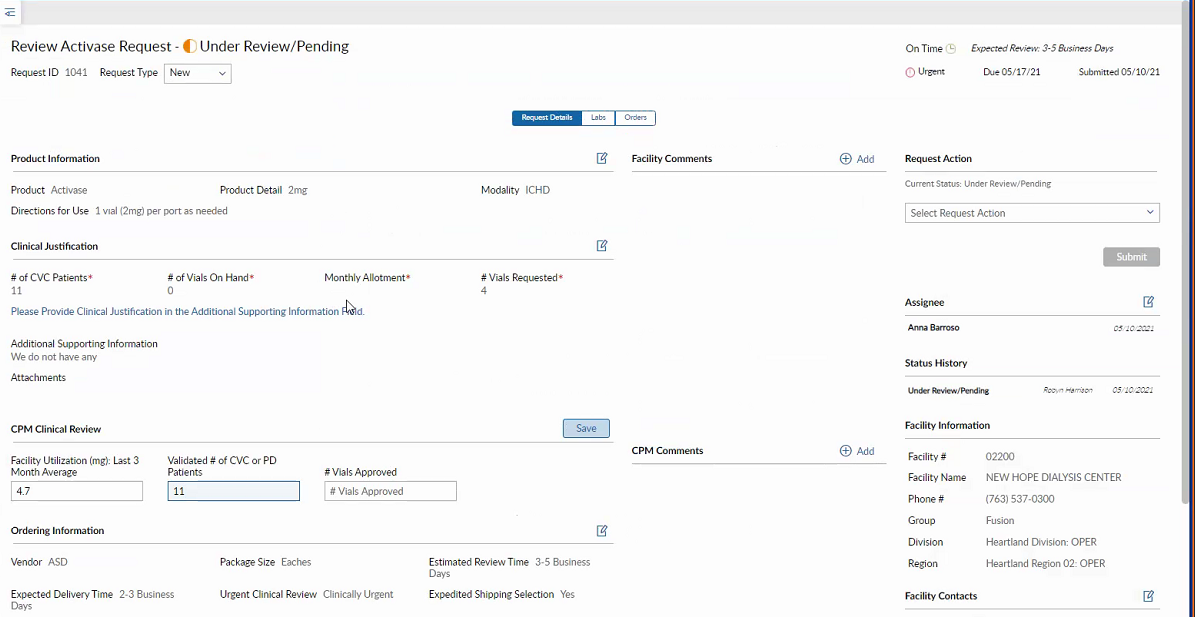 Review Activase Request - Under Review/Pending
On Time Expected Review: 3-5 Business Days
Request ID 1041 Request Type New
Urgent Due 05/17/21 Submitted 05/10/21
Request Details Labs Orders
Product Information
Product Activase Product Detail 2mg Modality ICHD
Directions for Use 1 vial (2mg) per port as needed
Clinical Justification
# of CVC Patients* # of Vials On Hand* Monthly Allotment* # Vials Requested*
11 0 4
Please Provide Clinical Justification in the Additional Supporting Information Field.
Additional Supporting Information
We do not have any
Attachments
CPM Clinical Review Save
Facility Utilization (mg): Last 3
Month Average
4.7
Validated # of CVC or PD
Patients
11
# Vials Approved
# Vials Approved
Ordering Information
Vendor ASD Package Size Eaches Estimated Review Time 3-5 Business
Days
Expected Delivery Time 2-3 Business
Days
Urgent Clinical Review Clinically Urgent Expedited Shipping Selection Yes
Facility Comments Add
CPM Comments Add
Request Action
Current Status: Under Review/Pending
Select Request Action
Submit
Assignee
Anna Barroso 05/10/2021
Status History
Under Review/Pending Robyn Harrison 05/10/2021
Facility Information
Facility # 02200
Facility Name NEW HOPE DIALYSIS CENTER
Phone # (763) 537-0300
Group Fusion
Division Heartland Division: OPER
Region Heartland Region 02: OPER
Facility Contacts